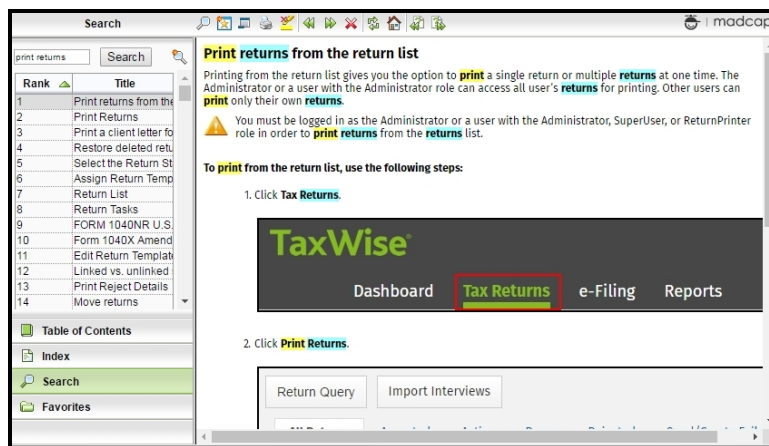 Search
madcap
print returns
Search
Rank Title
1 Print returns from the
2 Print Returns
3 Print a client letter fo
4 Restore deleted retu
5 Select the Return St
6 Assign Return Temp
7 Return List
8 Return Tasks
9 FORM 1040NR U.S.
10 Form 1040X Amend
11 Edit Return Template
12 Linked vs. unlinked
13 Print Reject Details
14 Move returns
Table of Contents
Index
Search
Favorites
Print returns from the return list
Printing from the return list gives you the option to print a single return or multiple returns at one time. The
Administrator or a user with the Administrator role can access all user's returns for printing. Other users can
print only their own returns.
You must be logged in as the Administrator or a user with the Administrator, SuperUser, or ReturnPrinter
role in order to print returns from the returns list.
To print from the return list, use the following steps:
1. Click Tax Returns.
TaxWise
Dashboard Tax Returns e-Filing Reports
2. Click Print Returns.
Return Query Import Interviews